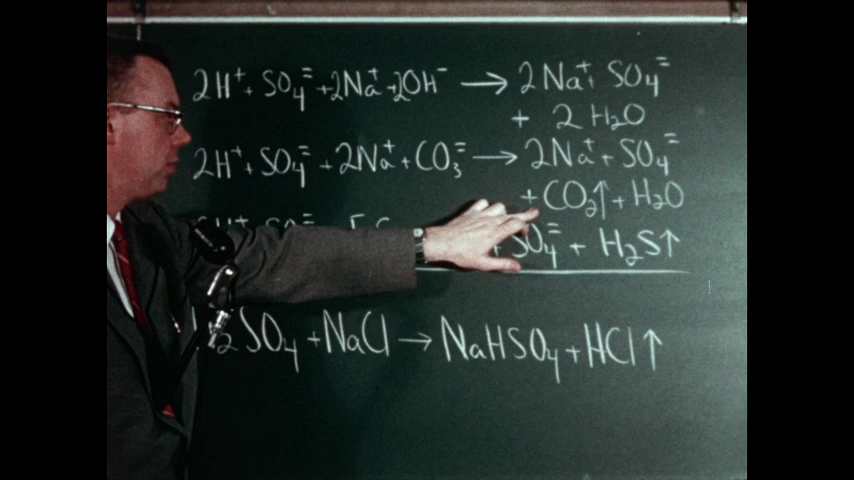 2H⁺ + SO₄⁼ + 2Na⁺ + 2OH⁻ → 2Na⁺ + SO₄⁼
+ 2H₂O
2H⁺ + SO₄⁼ + 2Na⁺ + CO₃⁼ → 2Na⁺ + SO₄⁼
+ CO₂↑ + H₂O
SO₄⁼ + H₂S↑
₂SO₄ + NaCl → NaHSO₄ + HCl↑